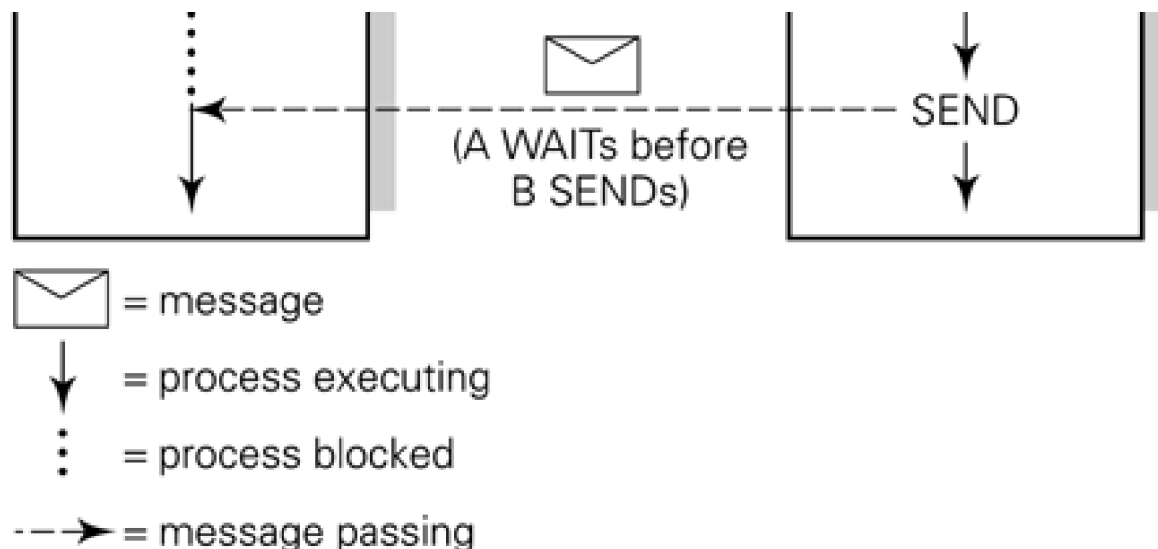 SEND
(A WAITs before
B SENDs)
= message
= process executing
= process blocked
= message passing